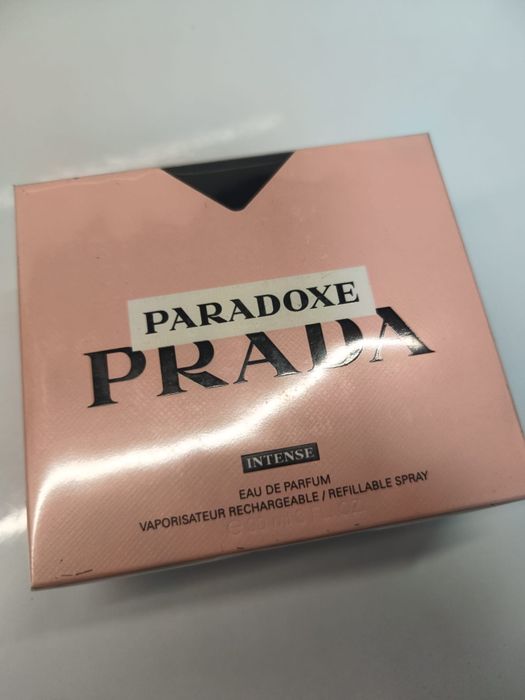 PARADOXE
PRADA
INTENSE
EAU DE PARFUM
VAPORISATEUR RECHARGEABLE / REFILLABLE SPRAY